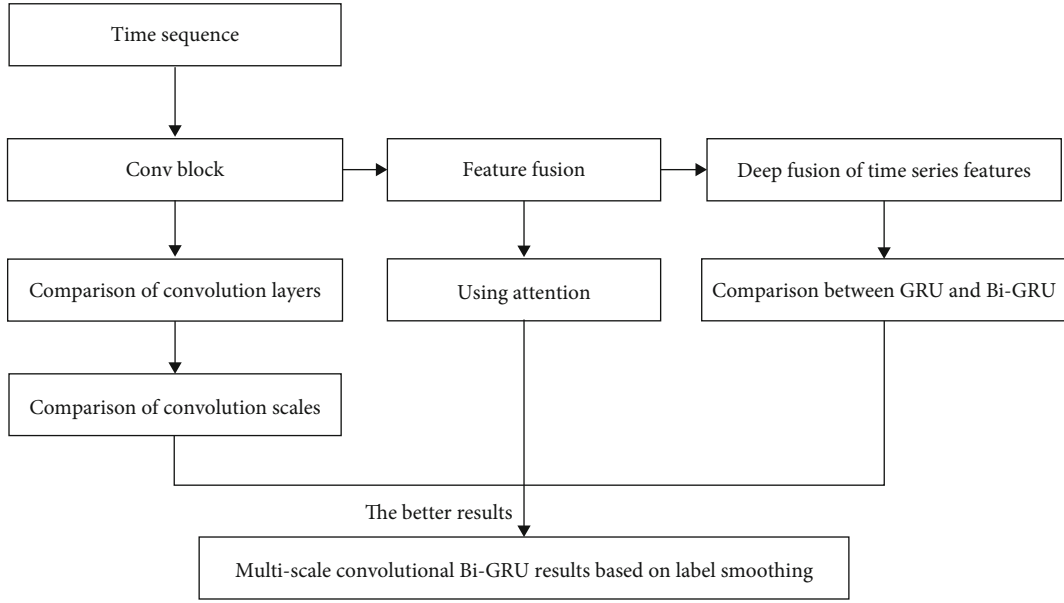 Time sequence
Conv block
Feature fusion
Deep fusion of time series features
Comparison of convolution layers
Using attention
Comparison between GRU and Bi-GRU
Comparison of convolution scales
The better results
Multi-scale convolutional Bi-GRU results based on label smoothing